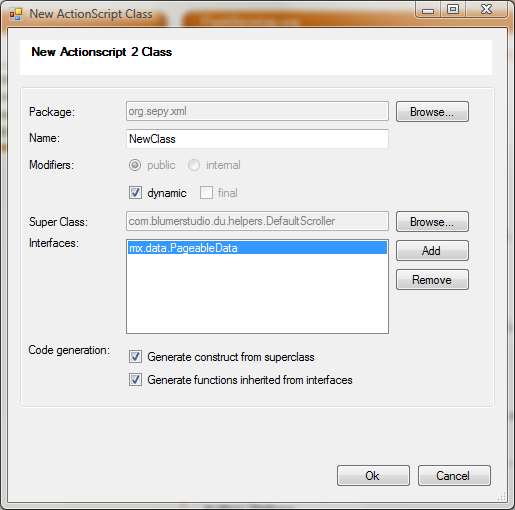 New ActionScript Class
New Actionscript 2 Class
Package: org.sepy.xml Browse...
Name: NewClass
Modifiers: public internal
dynamic final
Super Class: com.blumerstudio.du.helpers.DefaultScroller Browse...
Interfaces: mx.data.PageableData Add
Remove
Code generation: Generate construct from superclass
Generate functions inherited from interfaces
Ok Cancel